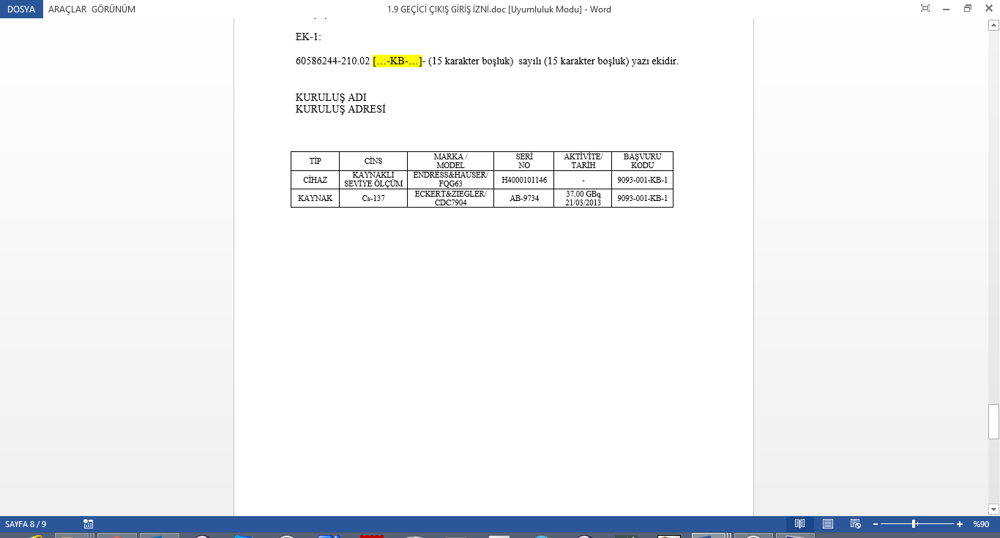 DOSYA ARAÇLAR GÖRÜNÜM
1.9 GEÇİCİ ÇIKIŞ GİRİŞ İZNİ.doc [Uyumluluk Modu] - Word
EK-1:
60586244-210.02 [...-KB-...]- (15 karakter boşluk) sayılı (15 karakter boşluk) yazı ekidir.
KURULUŞ ADI
KURULUŞ ADRESİ
TİP CİNS MARKA / MODEL SERİ NO AKTİVİTE/ TARİH BAŞVURU KODU
CİHAZ KAYNAKLI SEVİYE ÖLÇÜM ENDRESS&HAUSER/ FQG63 H4000101146 - 9093-001-KB-1
KAYNAK Cs-137 ECKERT&ZIEGLER/ CDC7904 AB-9734 37.00 GBq 21/03/2013 9093-001-KB-1
SAYFA 8 / 9
%90